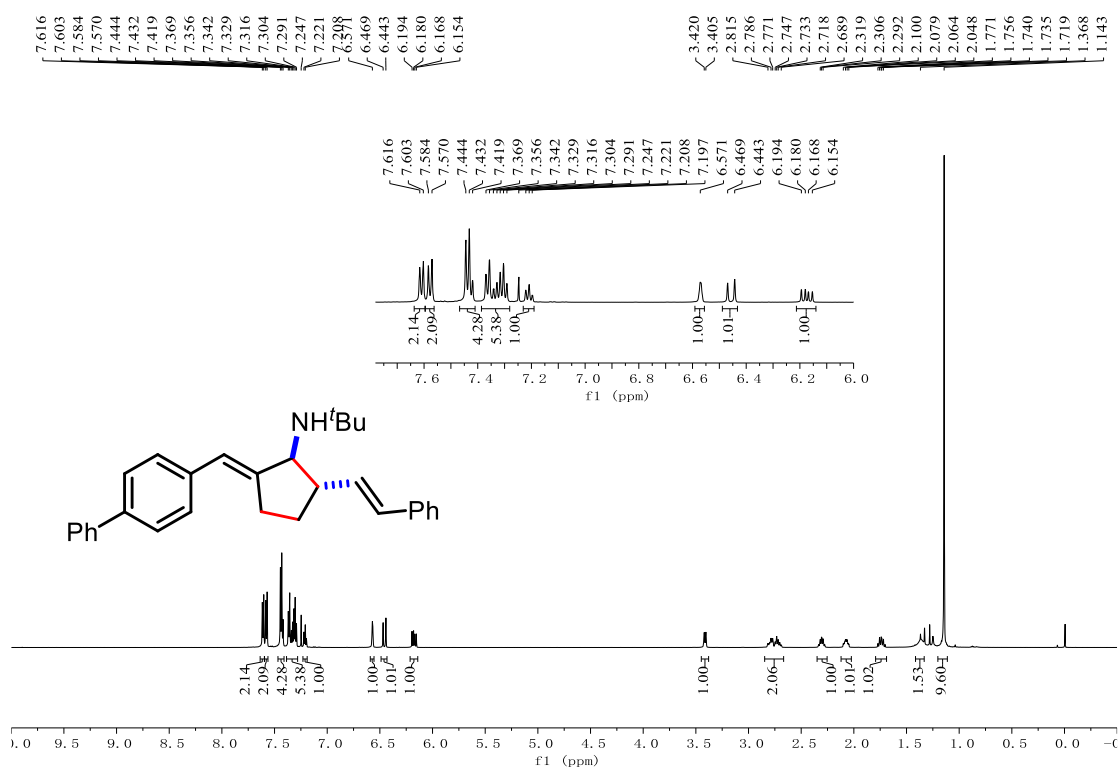 7.616 7.603 7.584 7.570 7.444 7.432 7.419 7.369 7.356 7.342 7.329 7.316 7.304 7.291 7.247 7.221 7.208 6.571 6.469 6.443 6.194 6.180 6.168 6.154 3.420 3.405 2.815 2.786 2.771 2.747 2.733 2.718 2.689 2.319 2.306 2.292 2.100 2.079 2.064 2.048 1.771 1.756 1.740 1.735 1.719 1.368 1.143
7.616 7.603 7.584 7.570 7.444 7.432 7.419 7.369 7.356 7.342 7.329 7.316 7.304 7.291 7.247 7.221 7.208 7.197 6.571 6.469 6.443 6.194 6.180 6.168 6.154
2.14 2.09 4.28 5.38 1.00 1.00 1.01 1.00
7.6 7.4 7.2 7.0 6.8 6.6 6.4 6.2 6.0
f1 (ppm)
NHᵗBu
Ph
Ph
2.14 2.09 4.28 5.38 1.00 1.00 1.01 1.00 1.00 2.06 1.00 1.01 1.02 1.53 9.60
9.5 9.0 8.5 8.0 7.5 7.0 6.5 6.0 5.5 5.0 4.5 4.0 3.5 3.0 2.5 2.0 1.5 1.0 0.5 0.0
f1 (ppm)